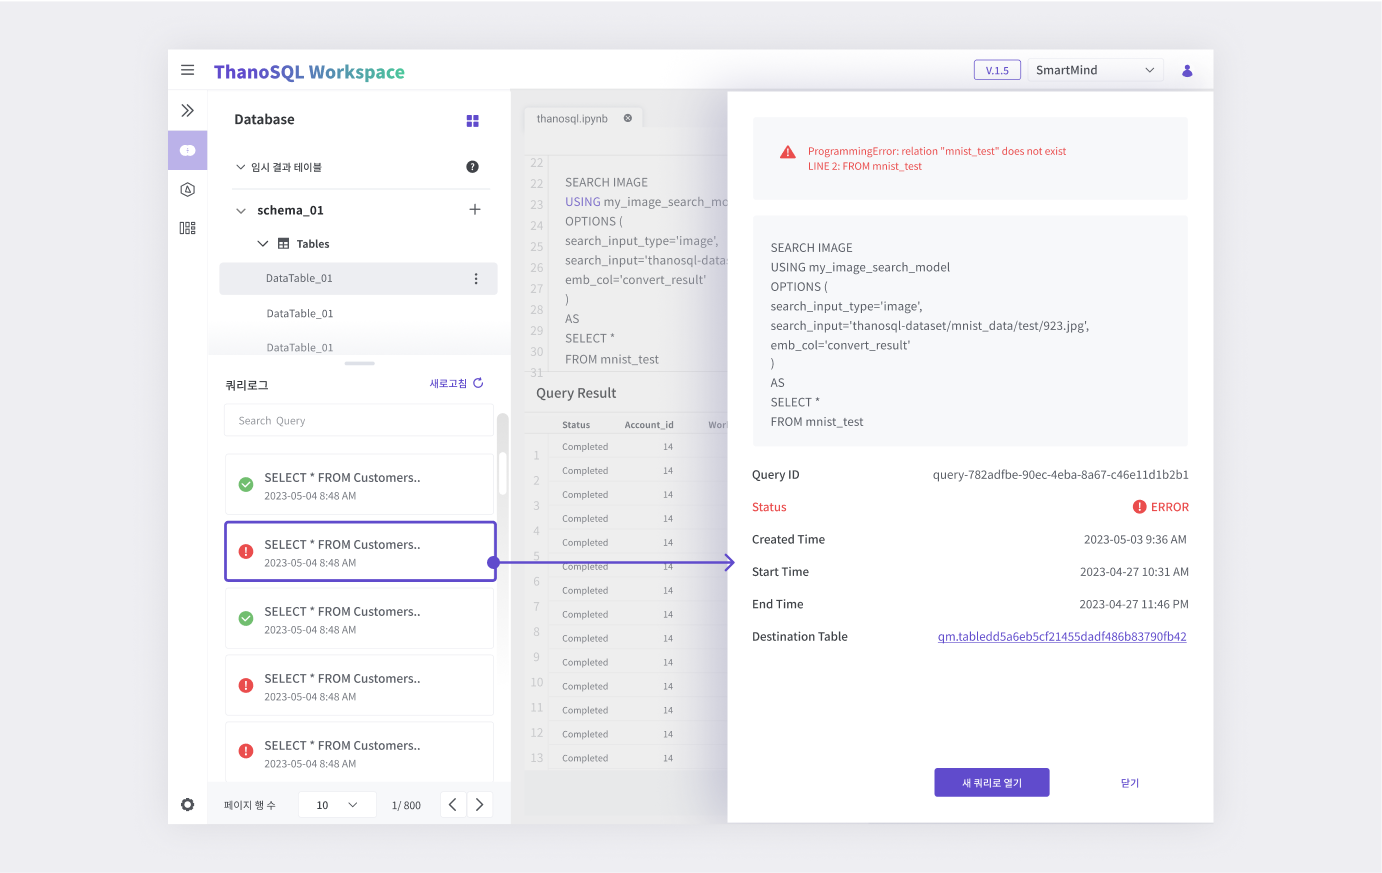 ThanoSQL Workspace
V.1.5
SmartMind
Database
임시 결과 테이블
?
schema_01
Tables
DataTable_01
DataTable_01
DataTable_01
쿼리로그
새로고침
Search Query
SELECT * FROM Customers..
2023-05-04 8:48 AM
SELECT * FROM Customers..
2023-05-04 8:48 AM
SELECT * FROM Customers..
2023-05-04 8:48 AM
SELECT * FROM Customers..
2023-05-04 8:48 AM
SELECT * FROM Customers..
2023-05-04 8:48 AM
페이지 행 수
10
1/ 800
thanosql.ipynb
22
22 SEARCH IMAGE
23 USING my_image_search_mo
24 OPTIONS (
25 search_input_type='image',
26 search_input='thanosql-datas
27 emb_col='convert_result'
28 )
29 AS
30 SELECT *
31 FROM mnist_test
Query Result
Status Account_id Worl
1 Completed 14
2 Completed 14
3 Completed 14
4 Completed 14
5 Completed 14
6 Completed 14
7 Completed 14
8 Completed 14
9 Completed 14
10 Completed 14
11 Completed 14
12 Completed 14
13 Completed 14
Completed 14
ProgrammingError: relation "mnist_test" does not exist
LINE 2: FROM mnist_test
SEARCH IMAGE
USING my_image_search_model
OPTIONS (
search_input_type='image',
search_input='thanosql-dataset/mnist_data/test/923.jpg',
emb_col='convert_result'
)
AS
SELECT *
FROM mnist_test
Query ID query-782adfbe-90ec-4eba-8a67-c46e11d1b2b1
Status ERROR
Created Time 2023-05-03 9:36 AM
Start Time 2023-04-27 10:31 AM
End Time 2023-04-27 11:46 PM
Destination Table qm.tabledd5a6eb5cf21455dadf486b83790fb42
새 쿼리로 열기
닫기